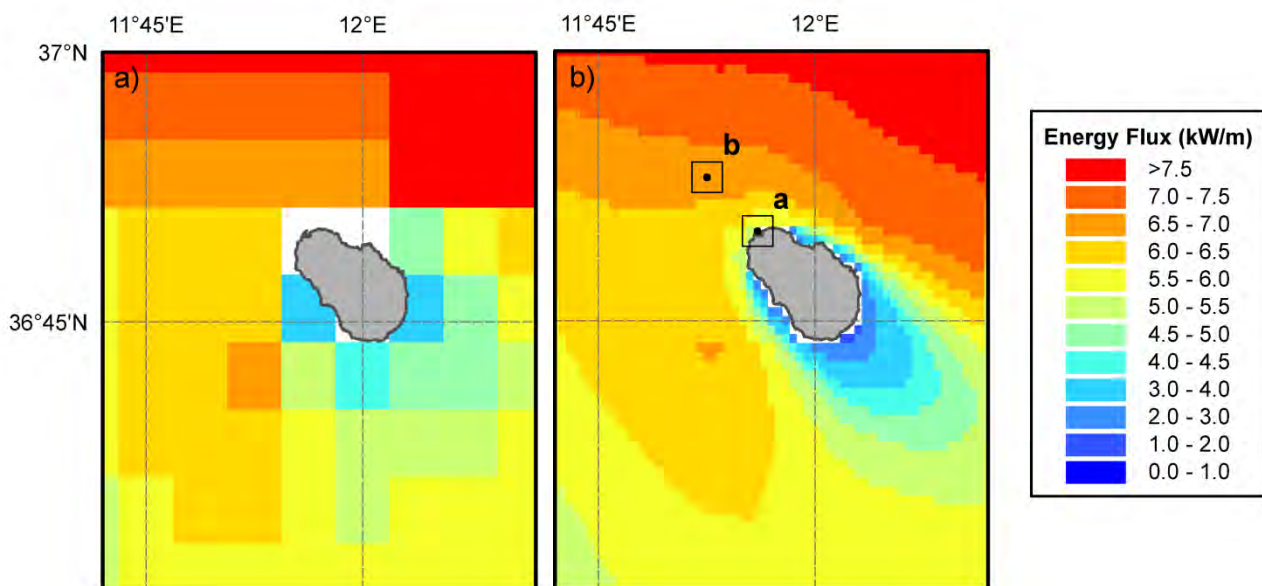 11°45'E 12°E 11°45'E 12°E
37°N
36°45'N
a)
b)
b
a
Energy Flux (kW/m)
>7.5
7.0 - 7.5
6.5 - 7.0
6.0 - 6.5
5.5 - 6.0
5.0 - 5.5
4.5 - 5.0
4.0 - 4.5
3.0 - 4.0
2.0 - 3.0
1.0 - 2.0
0.0 - 1.0